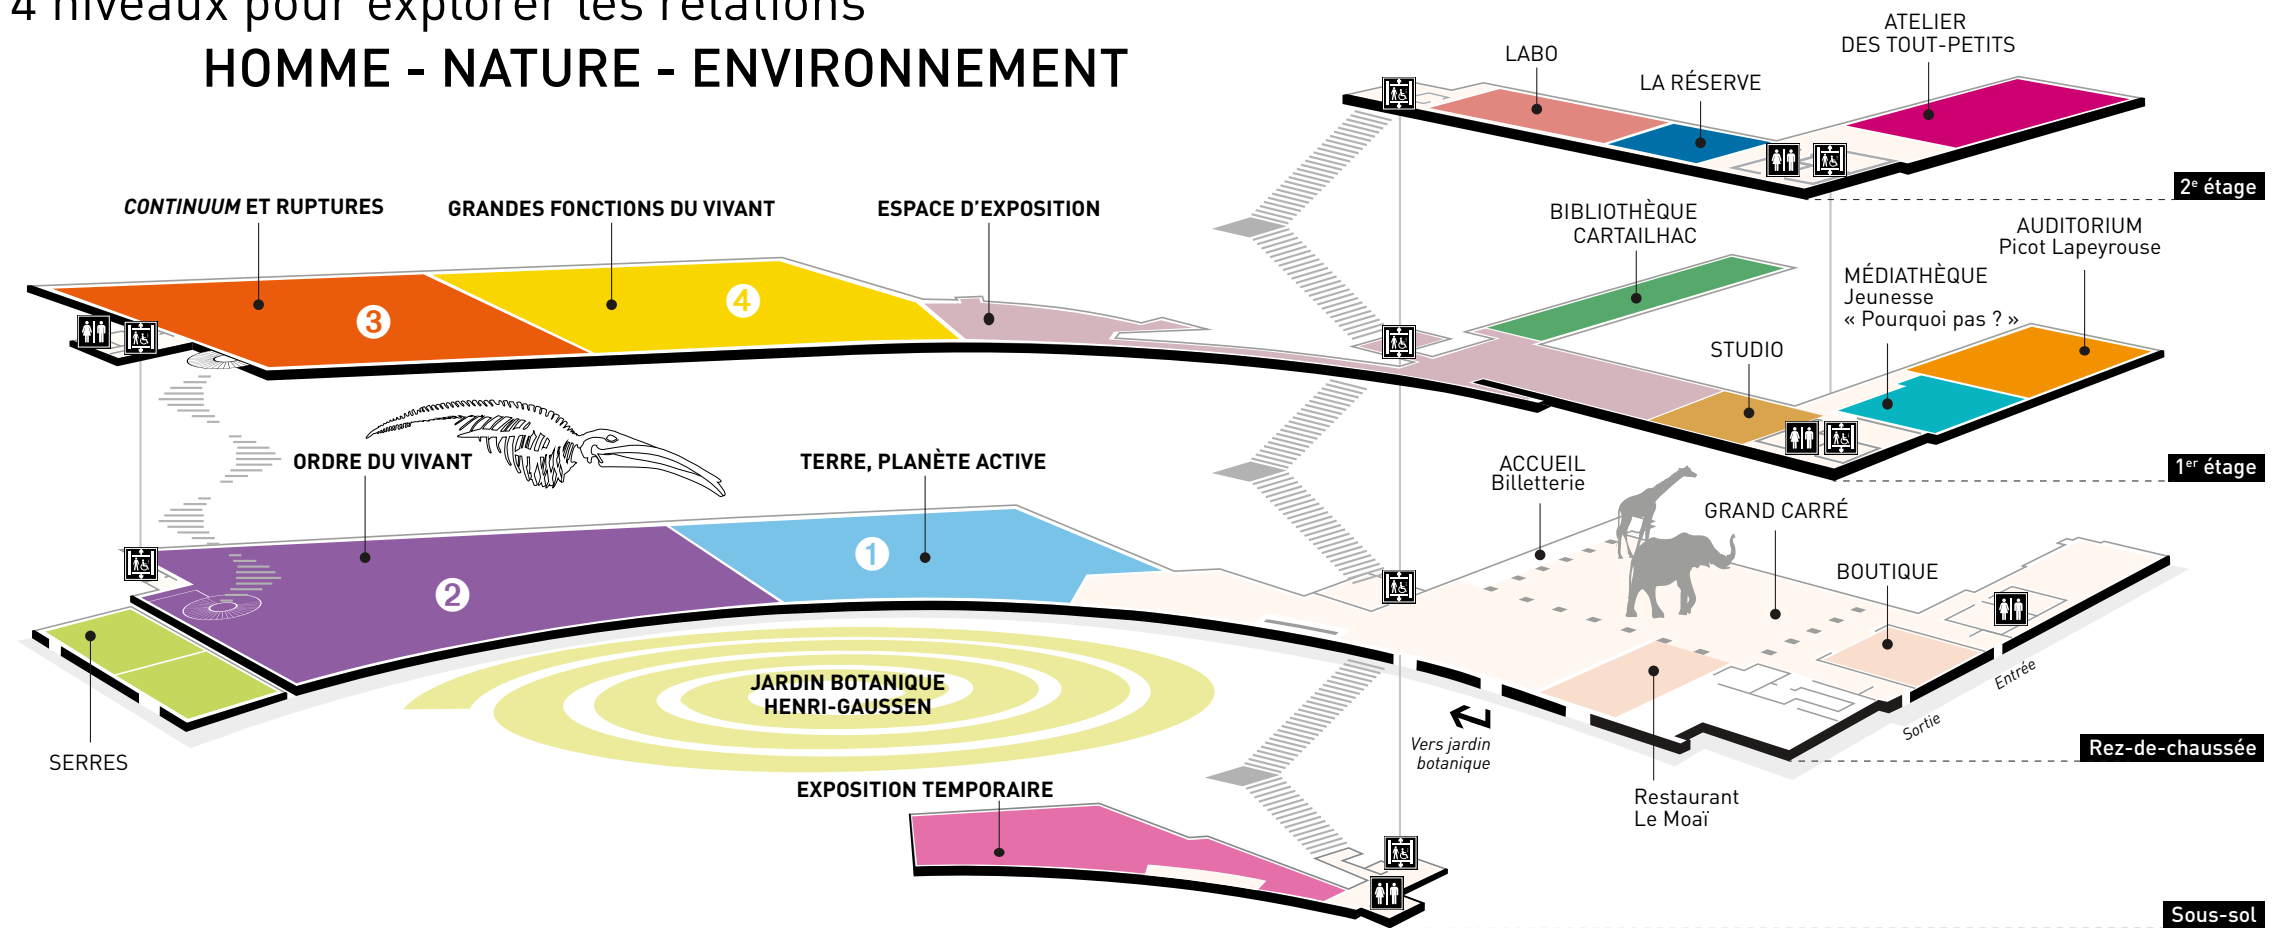 4 niveaux pour explorer les relations
HOMME - NATURE - ENVIRONNEMENT
LABO
LA RÉSERVE
ATELIER
DES TOUT-PETITS
2e étage
CONTINUUM ET RUPTURES
GRANDES FONCTIONS DU VIVANT
ESPACE D'EXPOSITION
BIBLIOTHÈQUE
CARTAILHAC
AUDITORIUM
Picot Lapeyrouse
MÉDIATHÈQUE
Jeunesse
« Pourquoi pas ? »
STUDIO
3
4
1er étage
ORDRE DU VIVANT
TERRE, PLANÈTE ACTIVE
ACCUEIL
Billetterie
GRAND CARRÉ
BOUTIQUE
2
1
Entrée
Sortie
JARDIN BOTANIQUE
HENRI-GAUSSEN
SERRES
Vers jardin
botanique
Restaurant
Le Moaï
Rez-de-chaussée
EXPOSITION TEMPORAIRE
Sous-sol